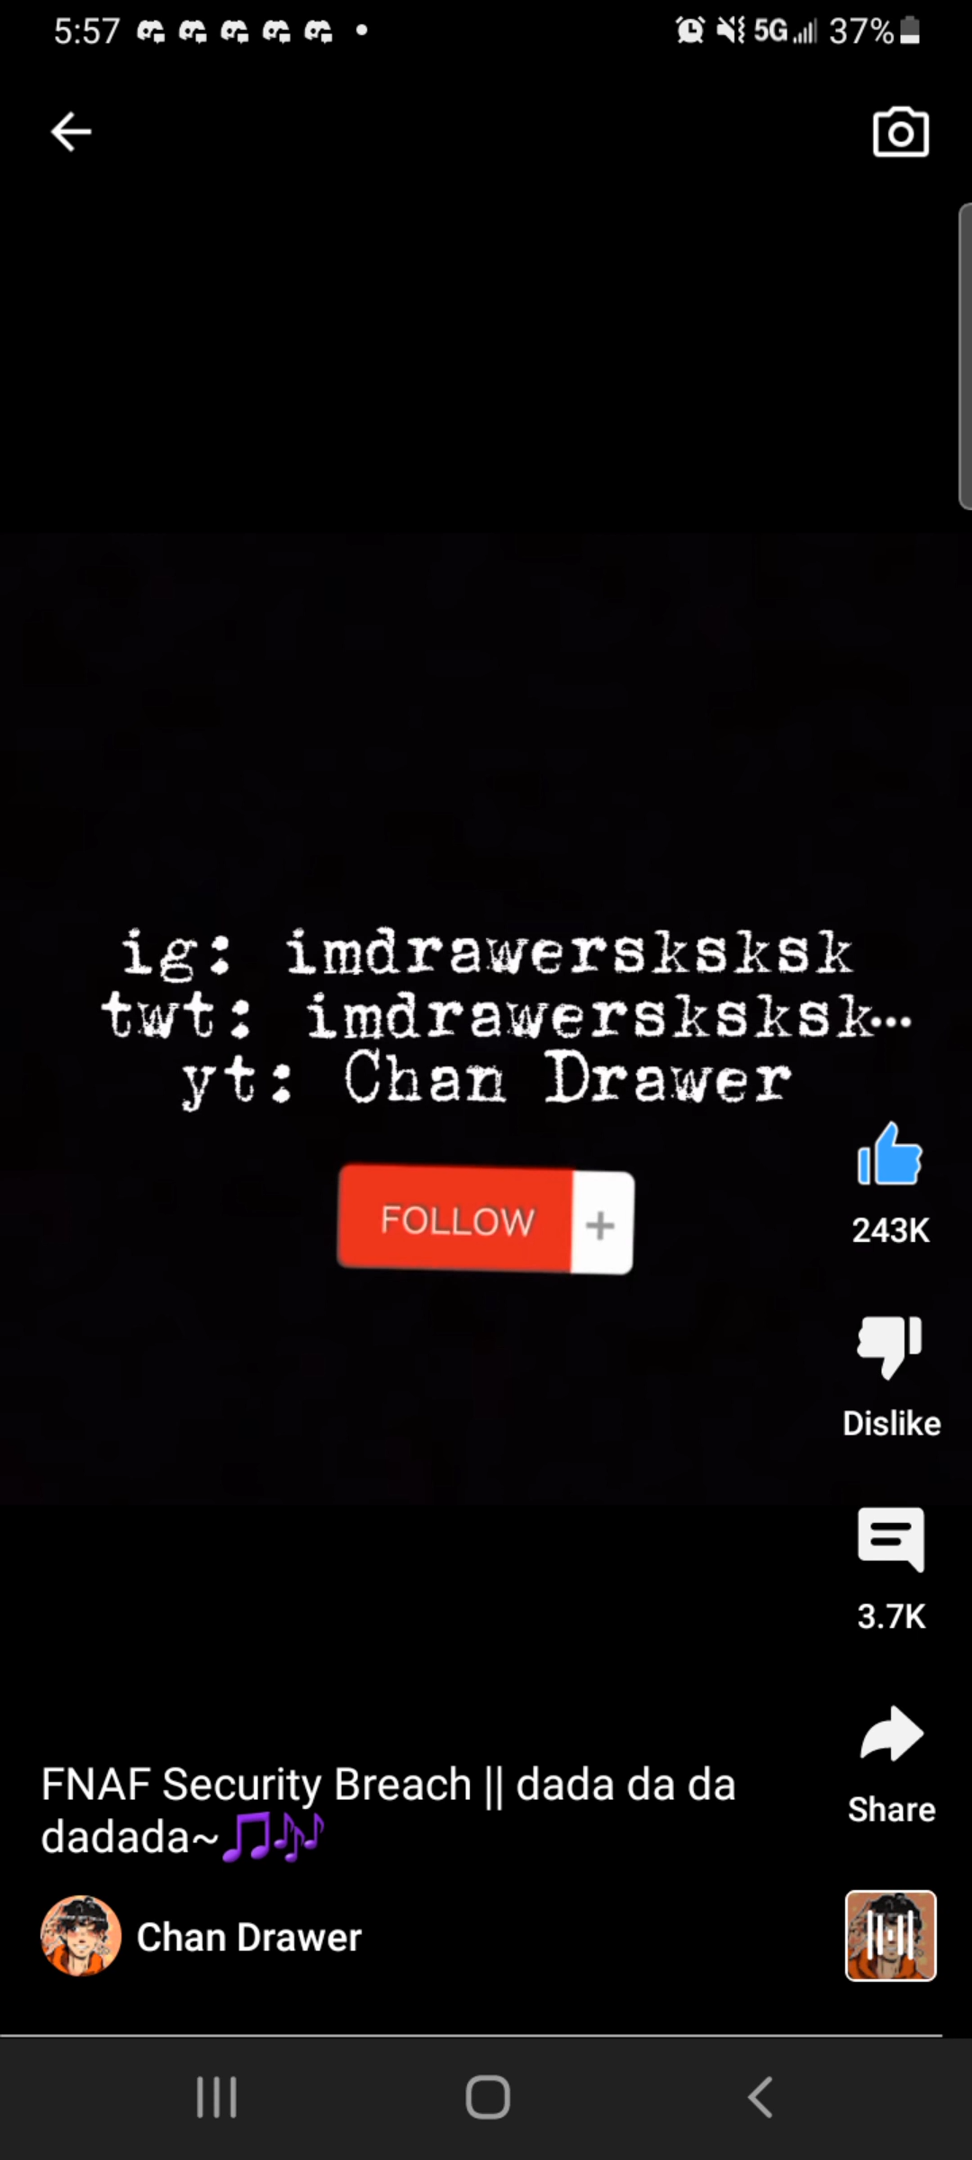 5:57
5G 37%
ig: imdrawersksksk
twt: imdrawersksksk
yt: Chan Drawer
FOLLOW +
243K
Dislike
3.7K
Share
FNAF Security Breach || dada da da
dadada~🎵🎶
Chan Drawer